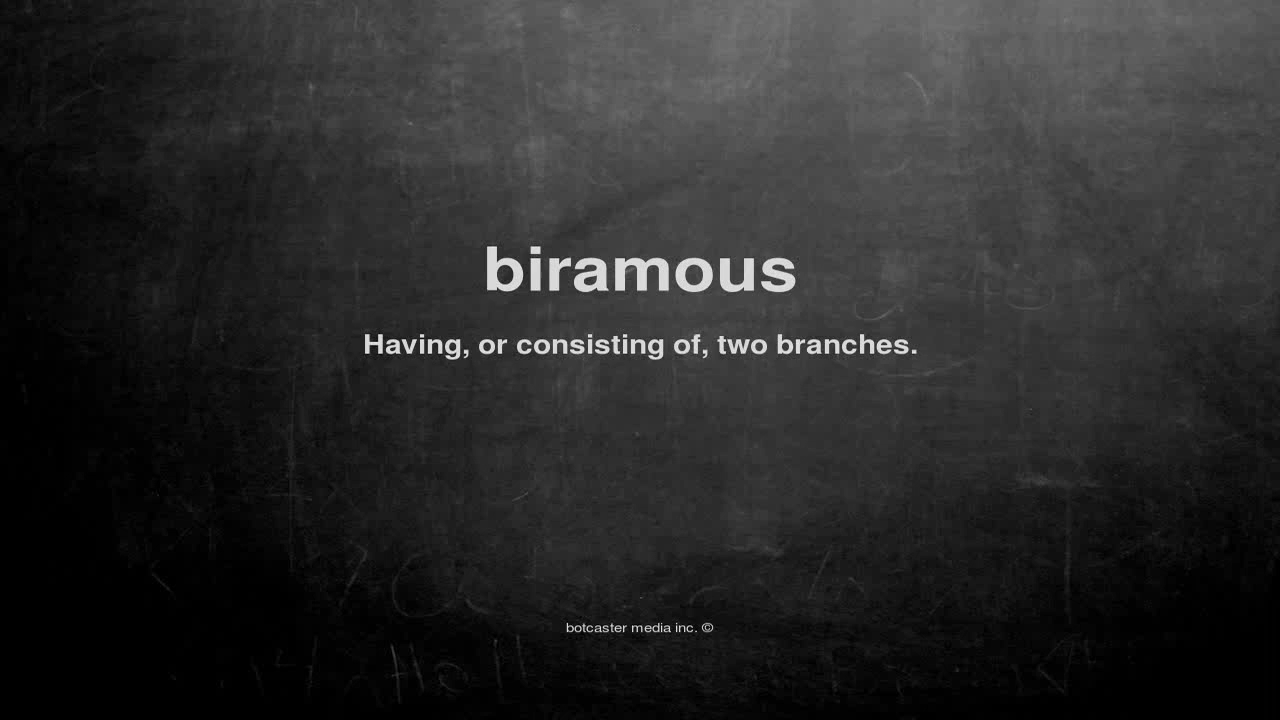 biramous
Having, or consisting of, two branches.
botcaster media inc. ©